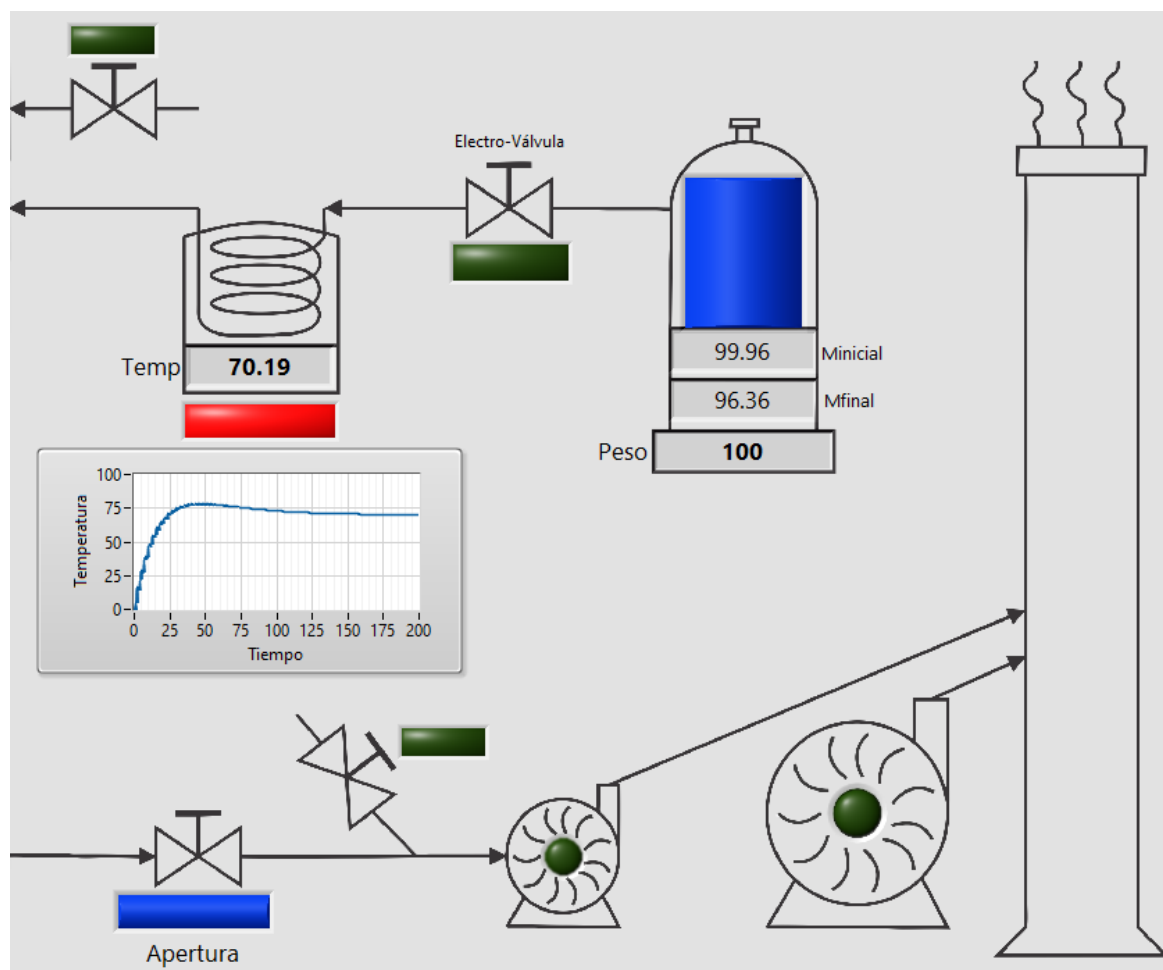 Electro-Válvula
99.96 Minicial
Temp 70.19
96.36 Mfinal
Peso 100
100
75
50
25
0
Temperatura
0 25 50 75 100 125 150 175 200
Tiempo
Apertura